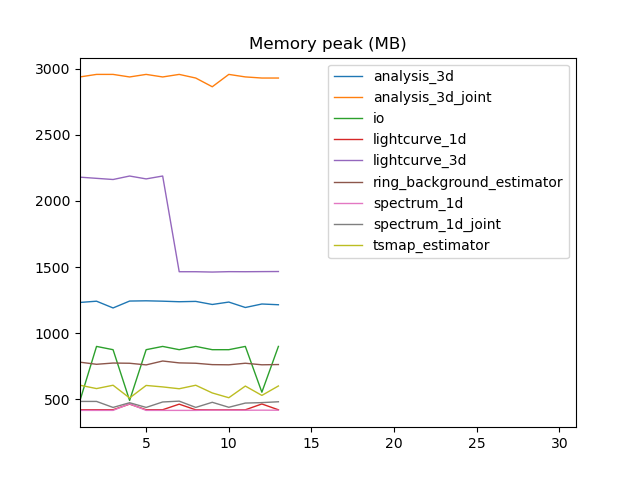 Memory peak (MB)
3000
2500
2000
1500
1000
500
5
10
15
20
25
30
analysis_3d
analysis_3d_joint
io
lightcurve_1d
lightcurve_3d
ring_background_estimator
spectrum_1d
spectrum_1d_joint
tsmap_estimator